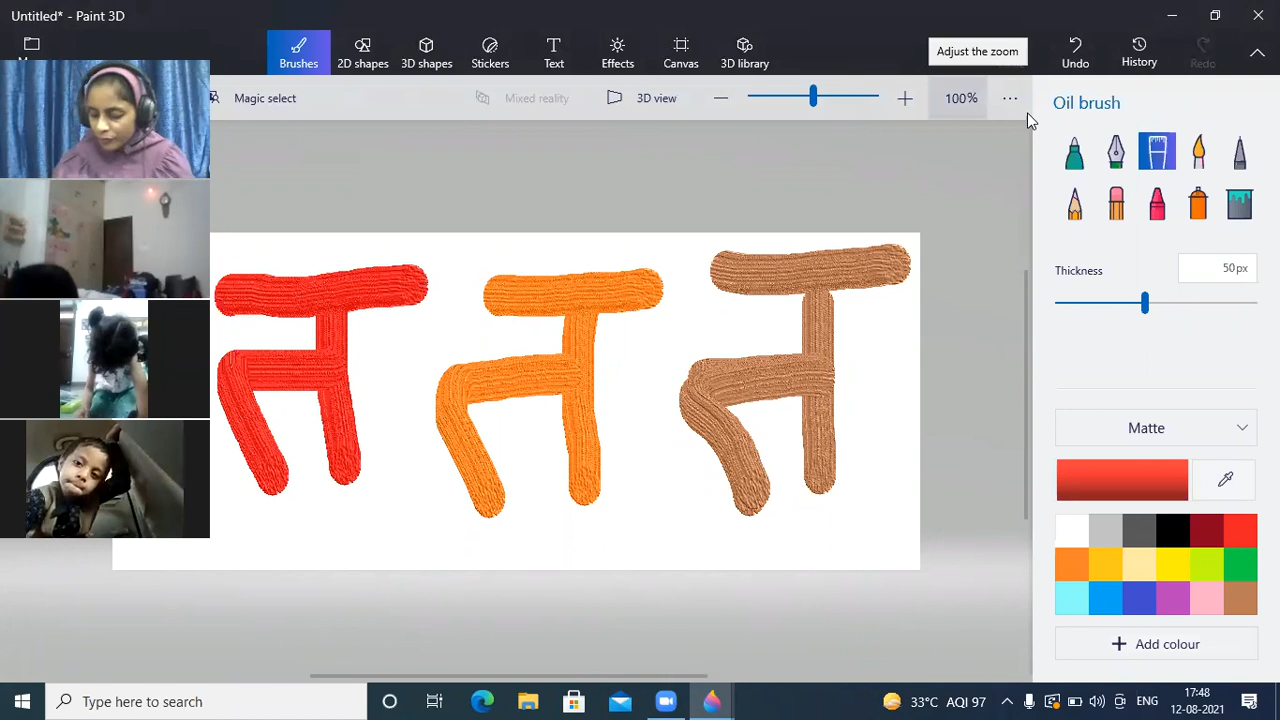 Untitled* - Paint 3D
Brushes
2D shapes
3D shapes
Stickers
Text
Effects
Canvas
3D library
Adjust the zoom
Undo
History
Redo
Magic select
Mixed reality
3D view
100%
Oil brush
Thickness
50px
त त त
Matte
Add colour
Type here to search
33°C AQI 97
ENG
17:48
12-08-2021